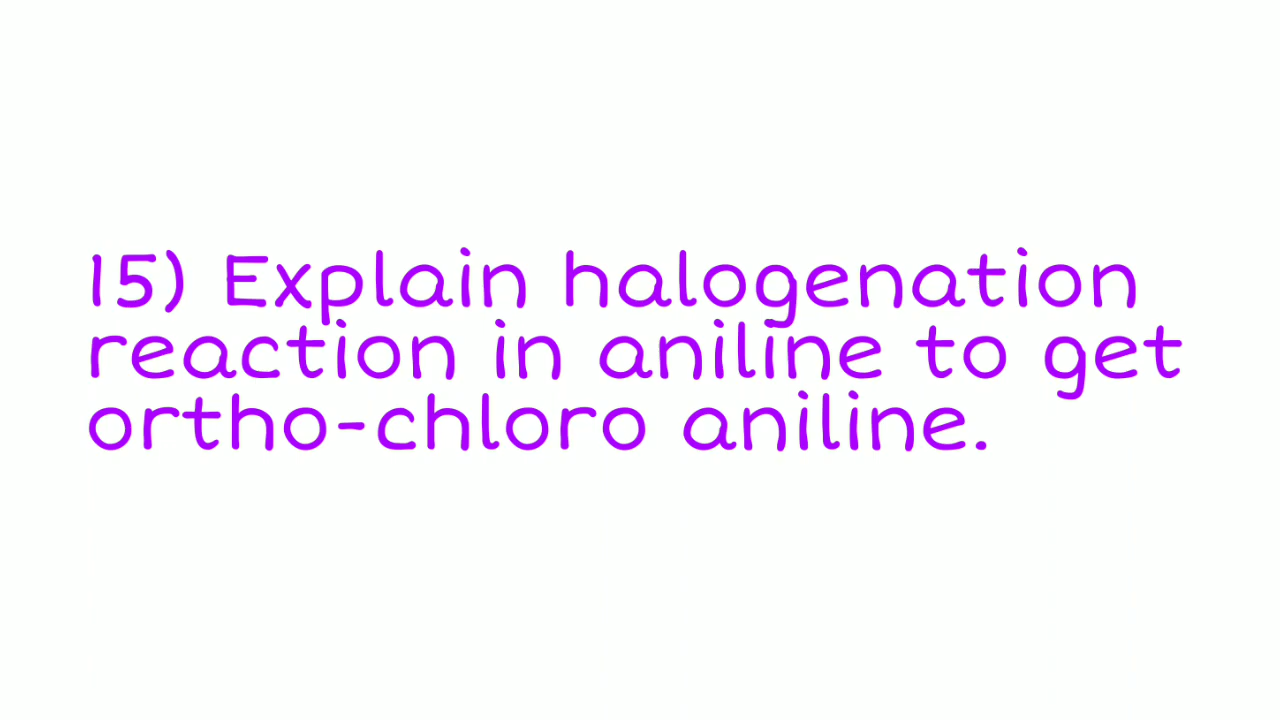 15) Explain halogenation
reaction in aniline to get
ortho-chloro aniline.